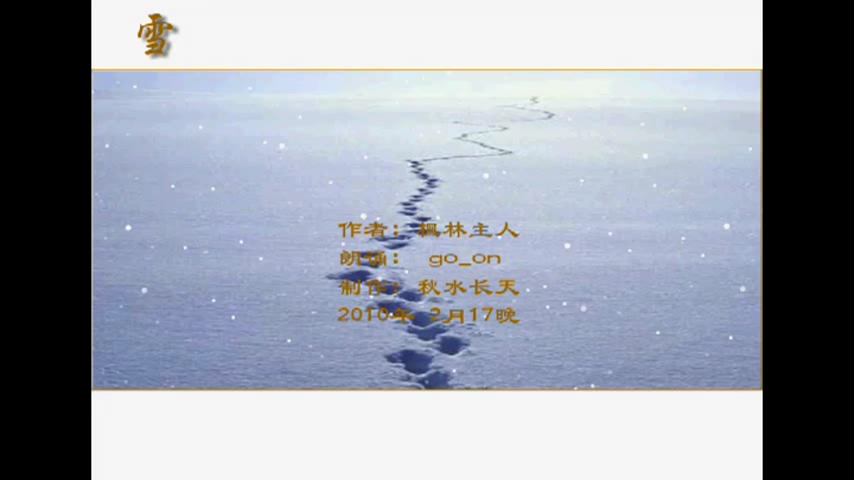 雪
作者：枫林主人
朗诵： go_on
制作：秋水长天
2010年 2月17晚